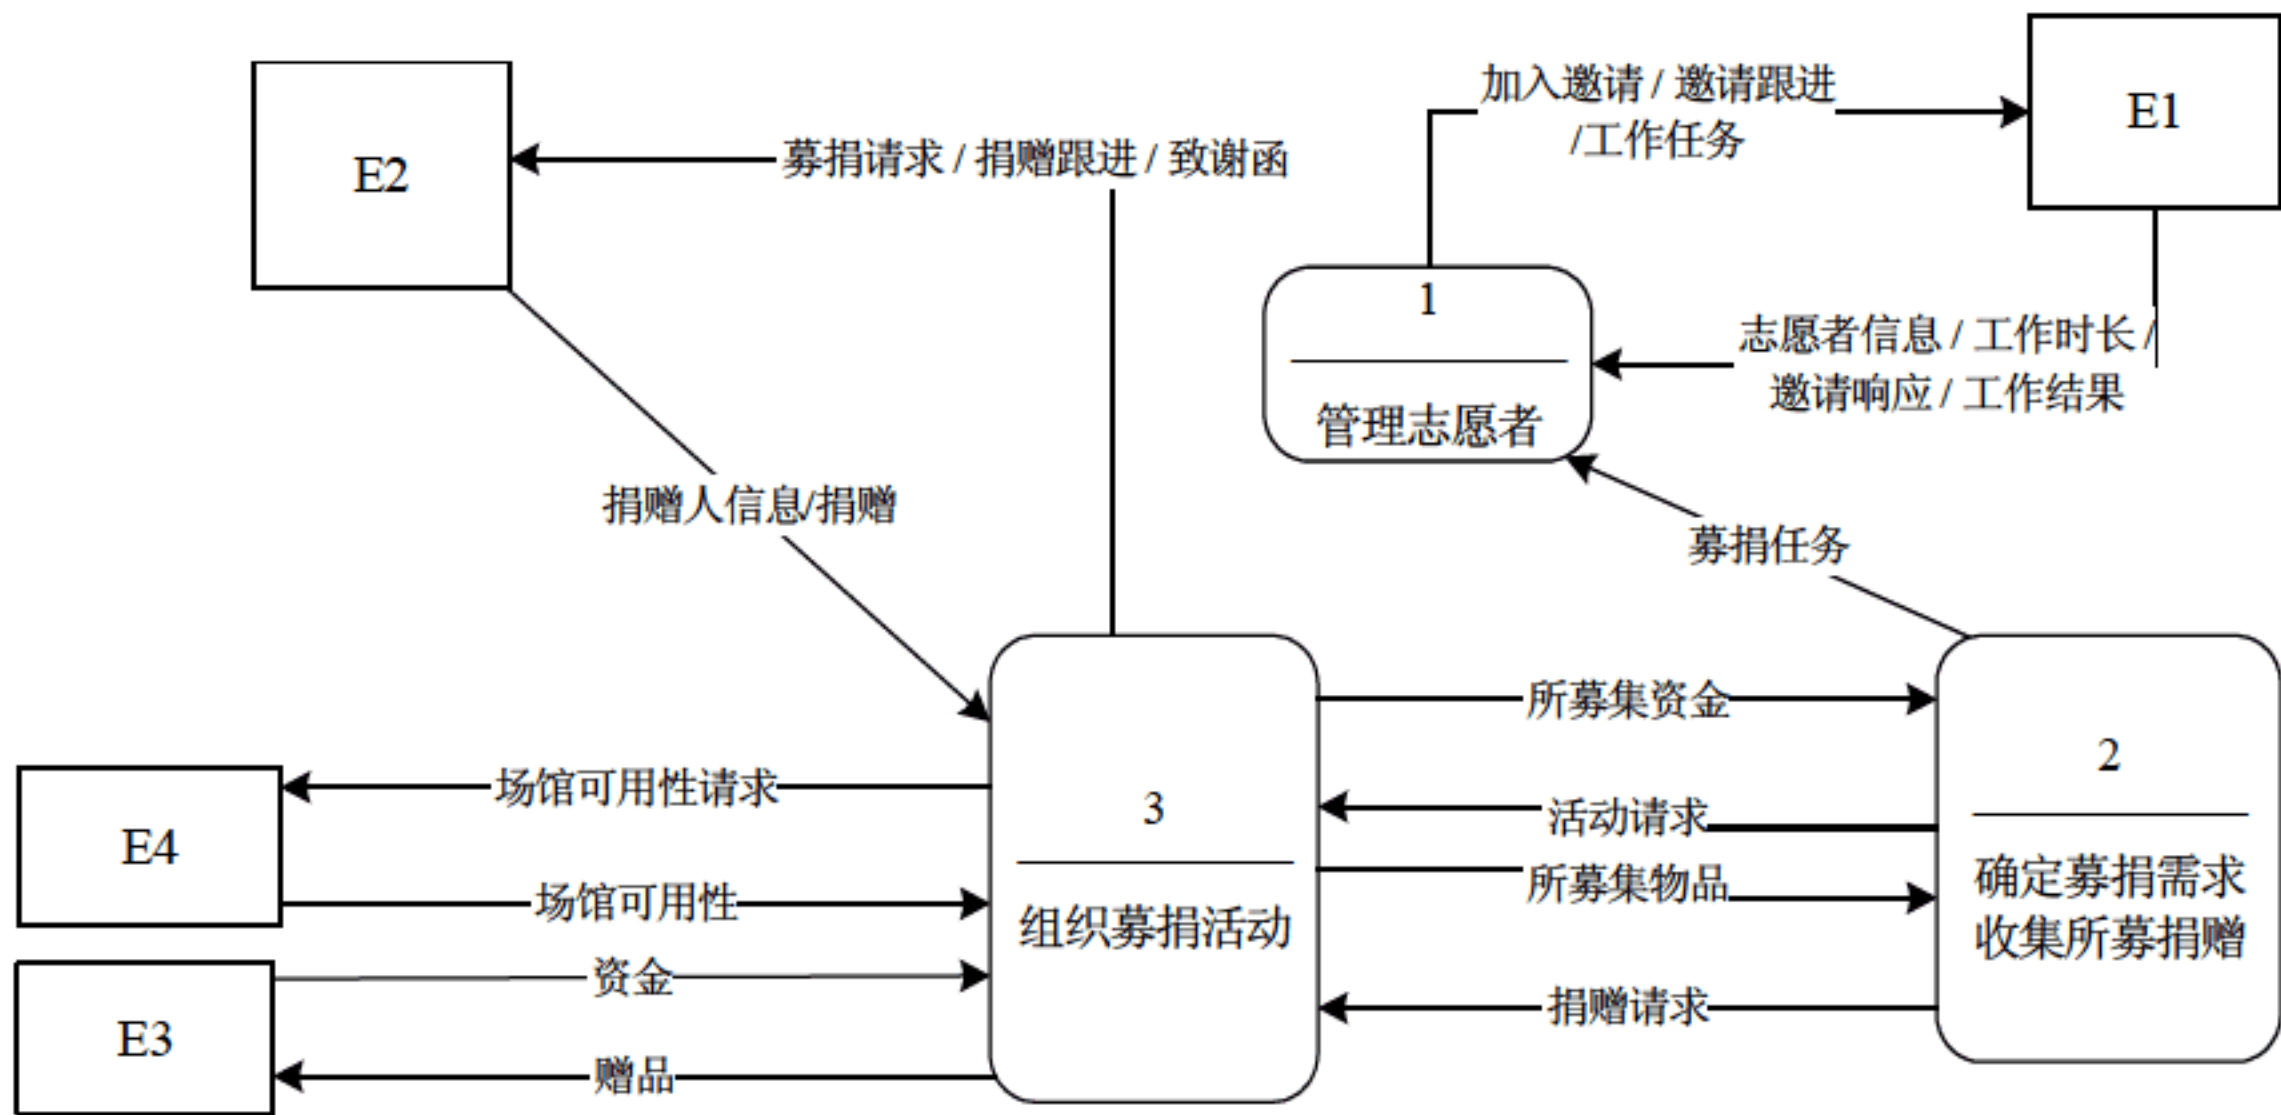 加入邀请 / 邀请跟进
/工作任务
E1
E2
募捐请求 / 捐赠跟进 / 致谢函
1
管理志愿者
志愿者信息 / 工作时长 /
邀请响应 / 工作结果
捐赠人信息/捐赠
募捐任务
所募集资金
2
确定募捐需求
收集所募捐赠
场馆可用性请求
3
组织募捐活动
活动请求
E4
所募集物品
场馆可用性
资金
捐赠请求
E3
赠品